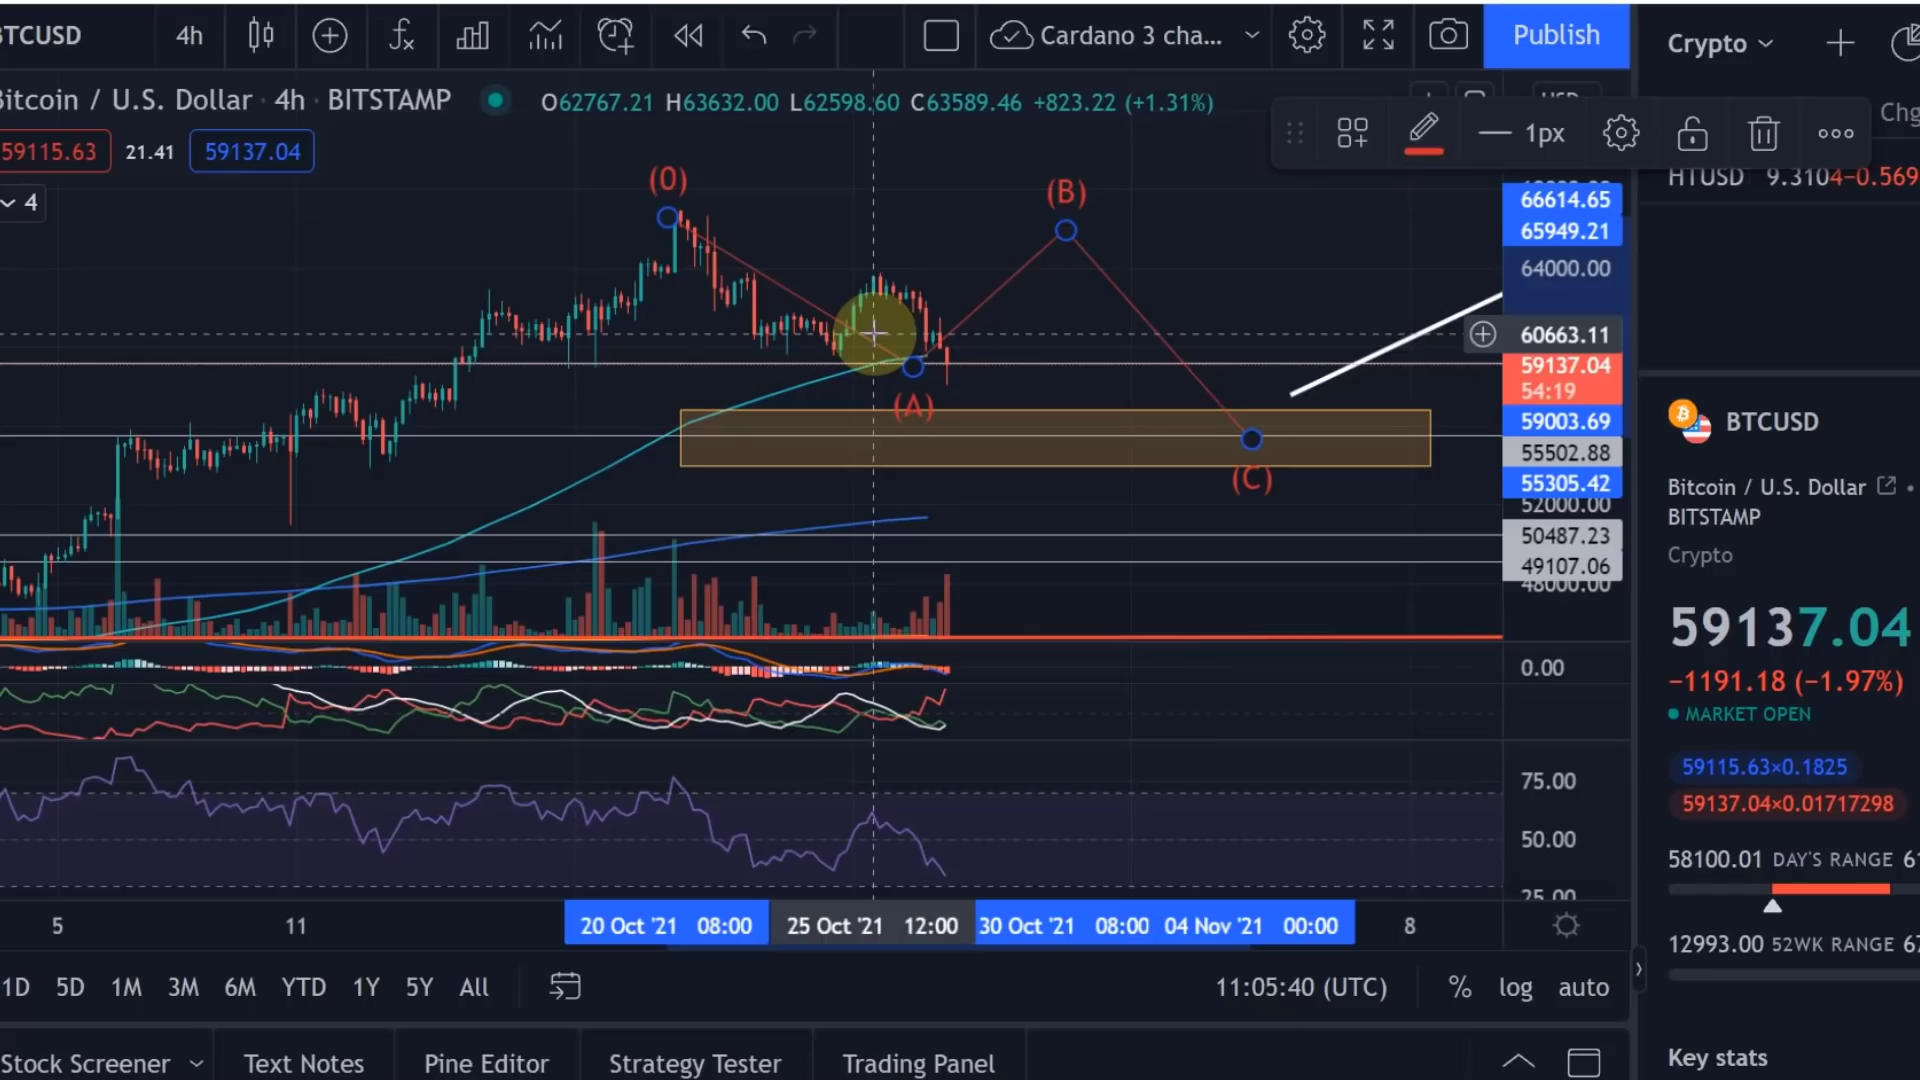 TCUSD
4h
Cardano 3 cha...
Publish
Crypto
Bitcoin / U.S. Dollar · 4h · BITSTAMP
O62767.21 H63632.00 L62598.60 C63589.46 +823.22 (+1.31%)
1px
Chg
59115.63
21.41
59137.04
HTUSD 9.3104 −0.569
4
(0)
(B)
(A)
(C)
66614.65
65949.21
64000.00
60663.11
59137.04
54:19
59003.69
55502.88
55305.42
52000.00
50487.23
49107.06
48000.00
0.00
75.00
50.00
25.00
BTCUSD
Bitcoin / U.S. Dollar
BITSTAMP
Crypto
59137.04
−1191.18 (−1.97%)
MARKET OPEN
59115.63×0.1825
59137.04×0.01717298
58100.01 DAY'S RANGE 61
12993.00 52WK RANGE 67
5
11
20 Oct '21 08:00
25 Oct '21 12:00
30 Oct '21 08:00
04 Nov '21 00:00
8
1D 5D 1M 3M 6M YTD 1Y 5Y All
11:05:40 (UTC)
% log auto
Stock Screener
Text Notes
Pine Editor
Strategy Tester
Trading Panel
Key stats